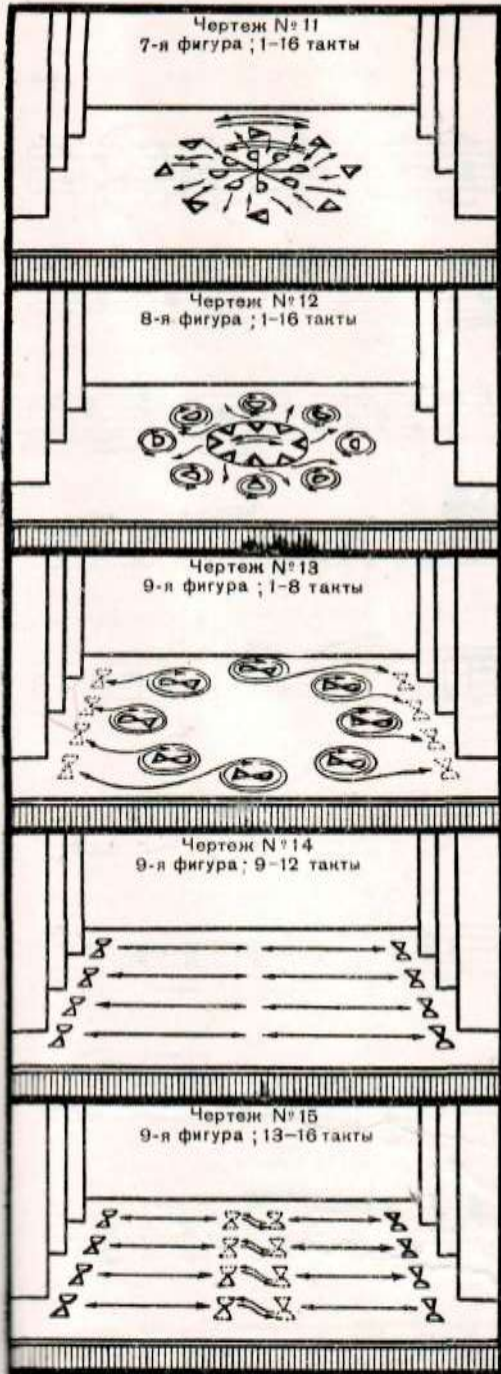 Чертеж № 11
7-я фигура ; 1-16 такты
Чертеж № 12
8-я фигура ; 1-16 такты
Чертеж № 13
9-я фигура ; 1-8 такты
Чертеж № 14
9-я фигура ; 9-12 такты
Чертеж № 15
9-я фигура ; 13-16 такты